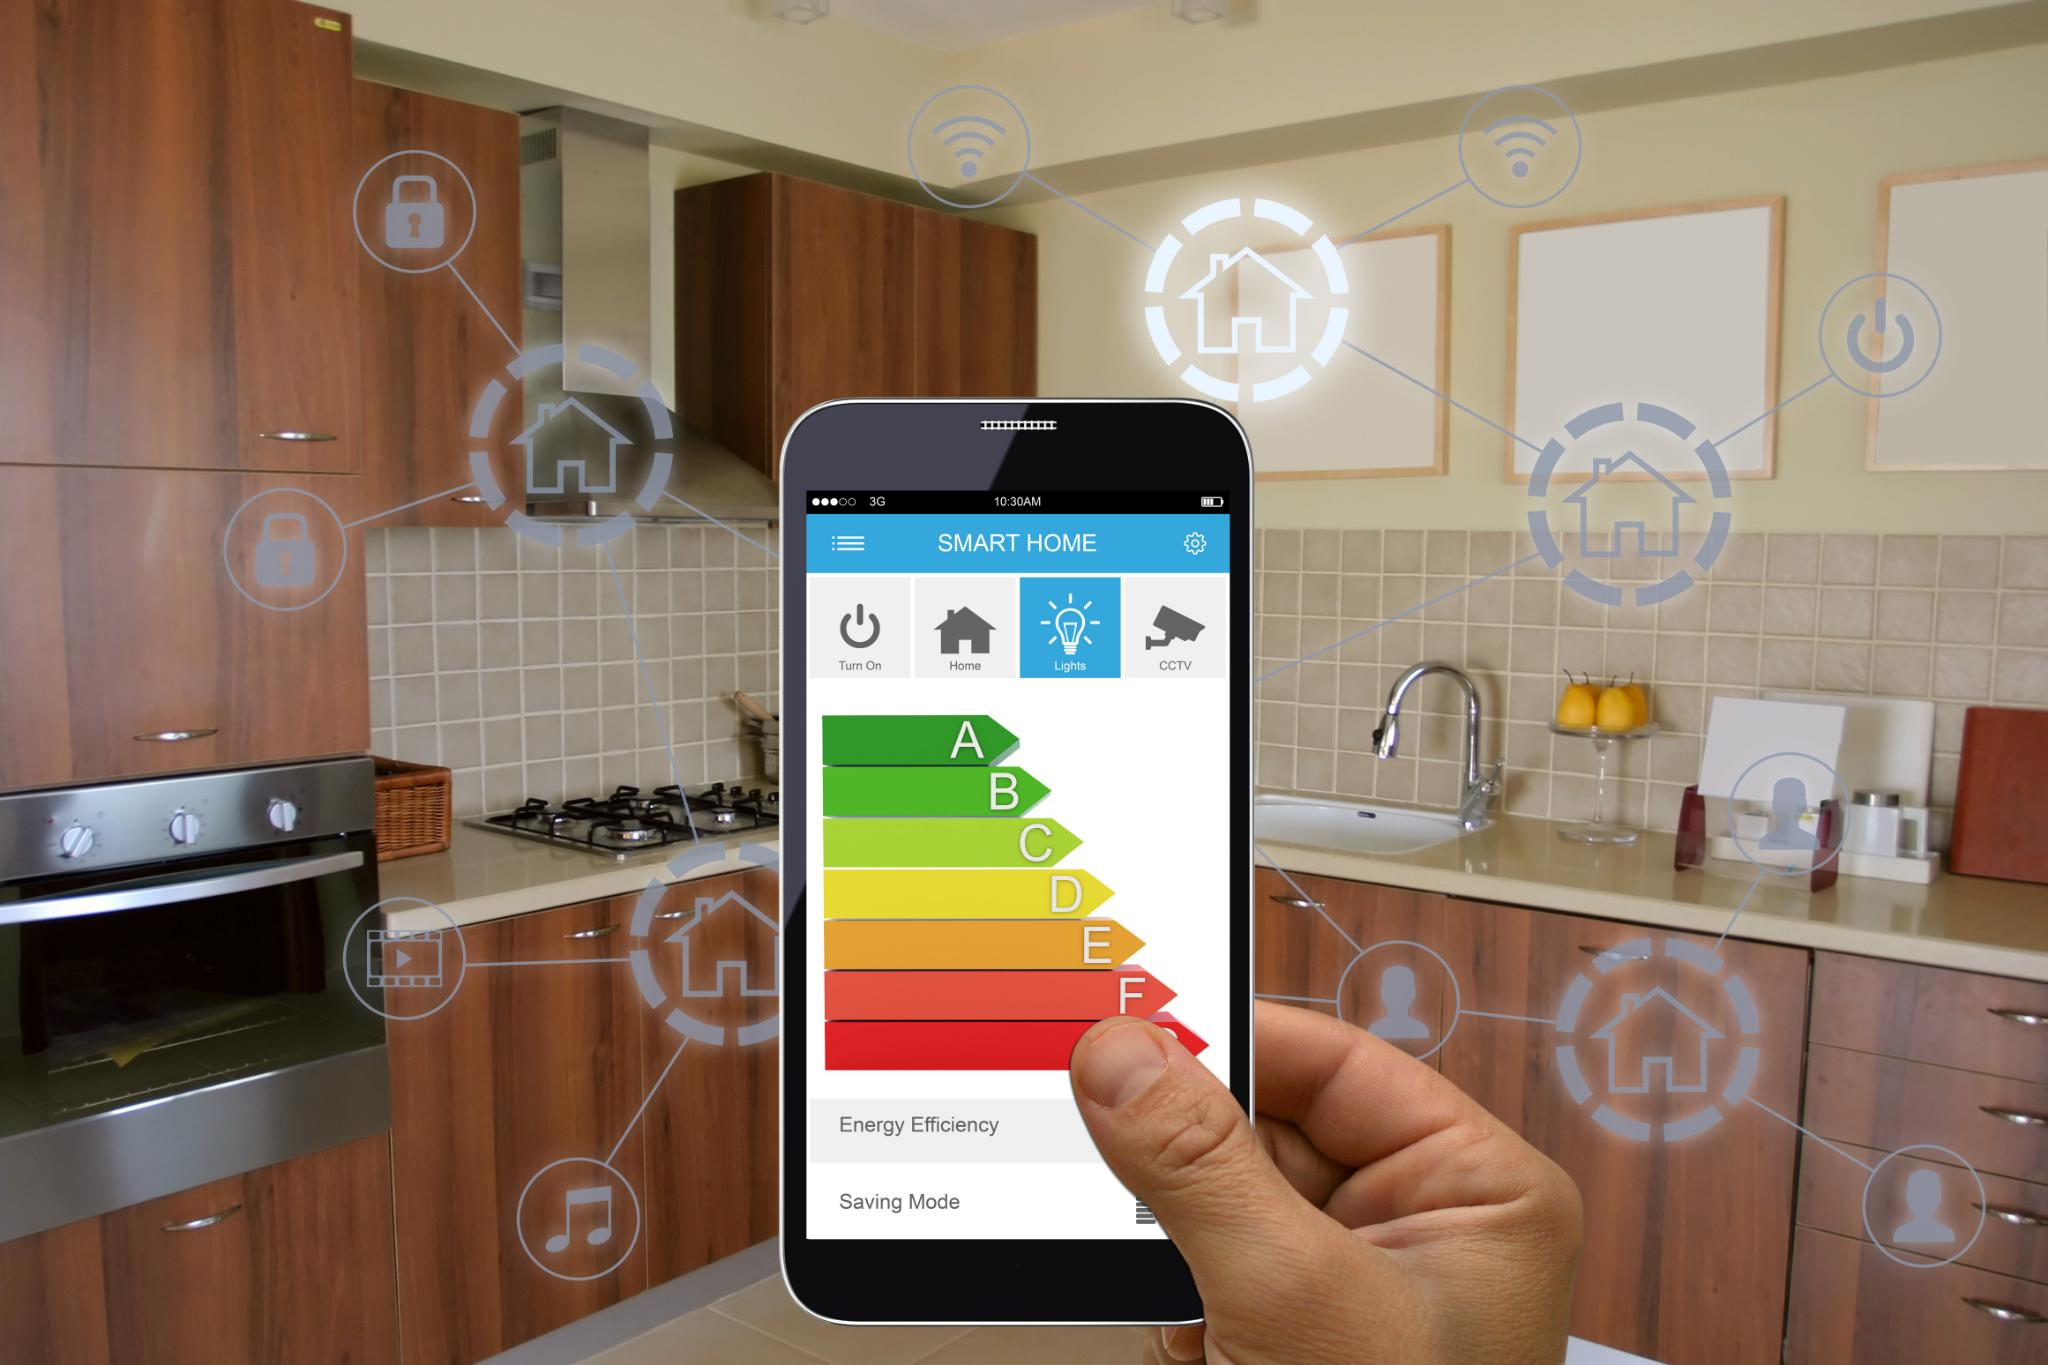 3G 10:30AM
SMART HOME
Turn On Home Lights CCTV
A
B
C
D
E
F
Energy Efficiency
Saving Mode